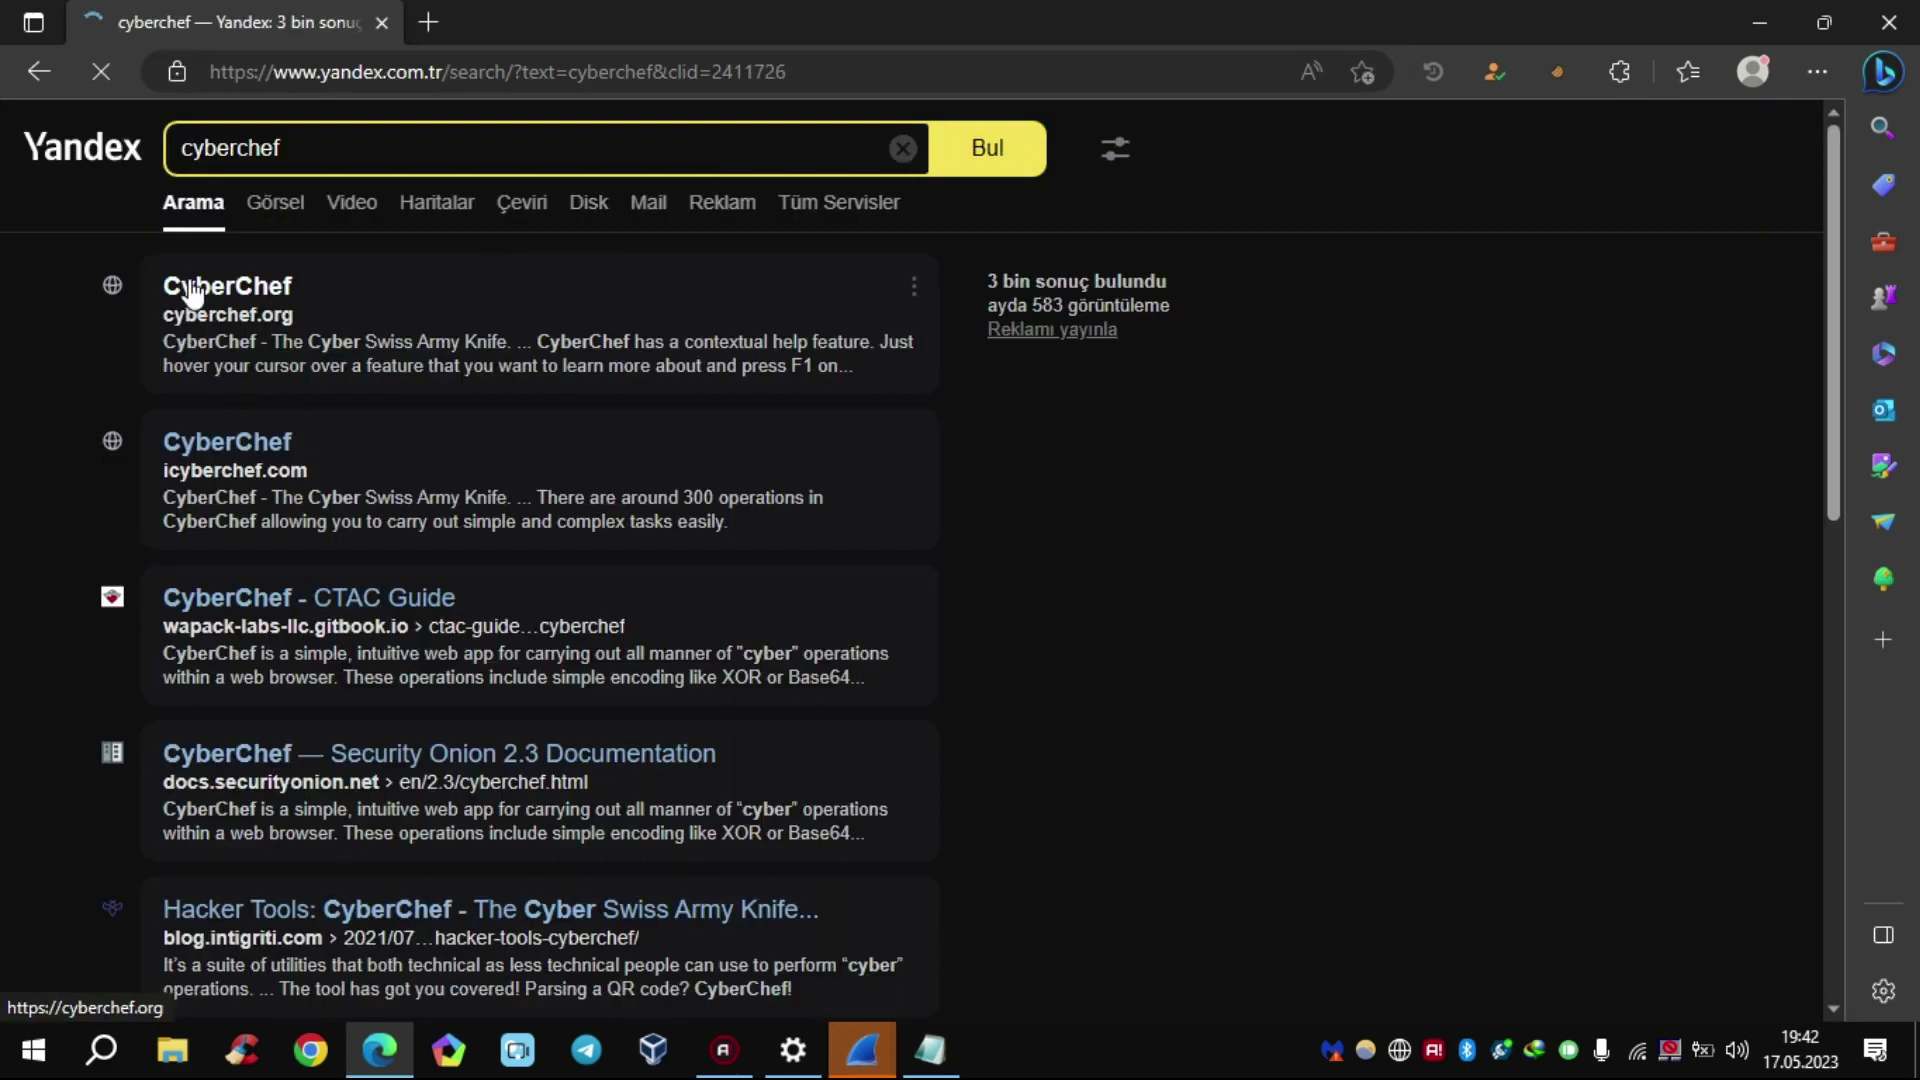 cyberchef — Yandex: 3 bin sonuç
https://www.yandex.com.tr/search/?text=cyberchef&clid=2411726
Yandex
cyberchef
Bul
Arama Görsel Video Haritalar Çeviri Disk Mail Reklam Tüm Servisler
CyberChef
cyberchef.org
CyberChef - The Cyber Swiss Army Knife. ... CyberChef has a contextual help feature. Just
hover your cursor over a feature that you want to learn more about and press F1 on...
3 bin sonuç bulundu
ayda 583 görüntüleme
Reklamı yayınla
CyberChef
icyberchef.com
CyberChef - The Cyber Swiss Army Knife. ... There are around 300 operations in
CyberChef allowing you to carry out simple and complex tasks easily.
CyberChef - CTAC Guide
wapack-labs-llc.gitbook.io › ctac-guide…cyberchef
CyberChef is a simple, intuitive web app for carrying out all manner of "cyber" operations
within a web browser. These operations include simple encoding like XOR or Base64...
CyberChef — Security Onion 2.3 Documentation
docs.securityonion.net › en/2.3/cyberchef.html
CyberChef is a simple, intuitive web app for carrying out all manner of “cyber” operations
within a web browser. These operations include simple encoding like XOR or Base64...
Hacker Tools: CyberChef - The Cyber Swiss Army Knife...
blog.intigriti.com › 2021/07…hacker-tools-cyberchef/
It’s a suite of utilities that both technical as less technical people can use to perform “cyber”
operations. ... The tool has got you covered! Parsing a QR code? CyberChef!
https://cyberchef.org
19:42
17.05.2023